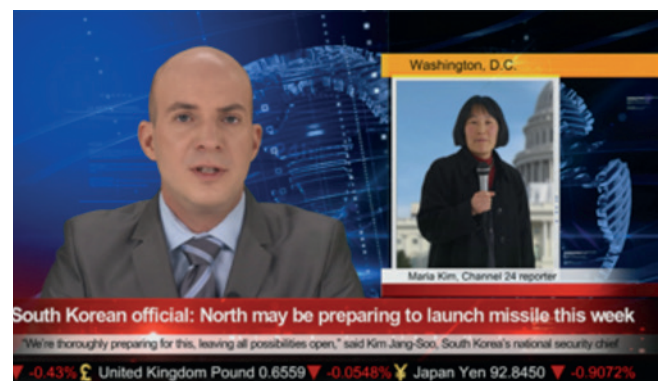 Washington, D.C.
Maria Kim, Channel 24 reporter
South Korean official: North may be preparing to launch missile this week
"We're thoroughly preparing for this, leaving all possibilities open," said Kim Jang-Soo, South Korea's national security chief
▼ -0.43% £ United Kingdom Pound 0.6559 ▼ -0.0548% ¥ Japan Yen 92.8450 ▼ -0.9072%